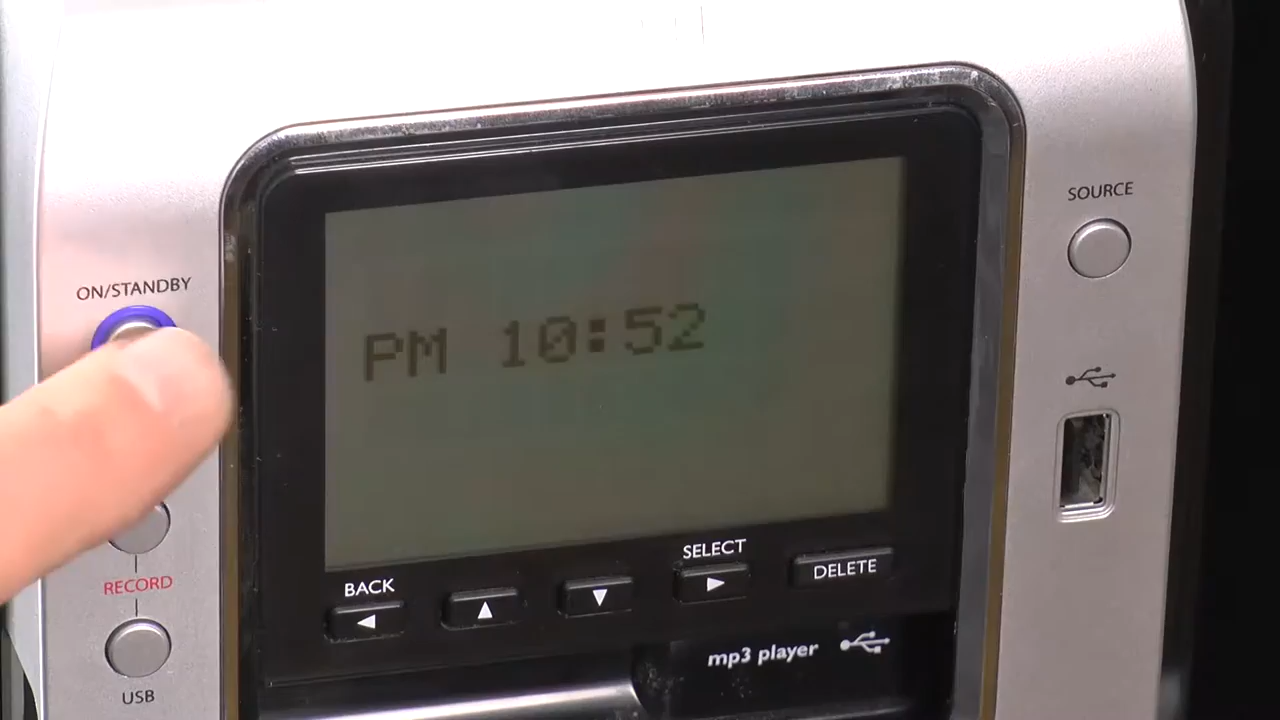 SOURCE
ON/STANDBY
PM 10:52
SELECT
DELETE
BACK
RECORD
mp3 player
USB